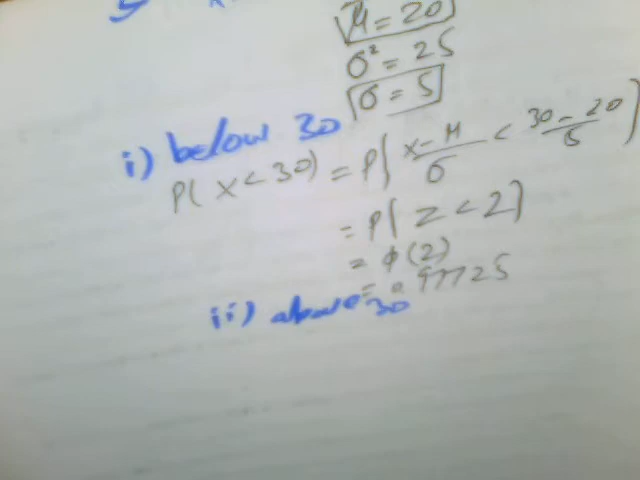 μ = 20
σ² = 25
σ = 5
i) below 30
P( X < 30) = P( X - μ / σ < 30 - 20 / 5 )
= P( Z < 2)
= φ(2)
= 0.97725
ii) above 30